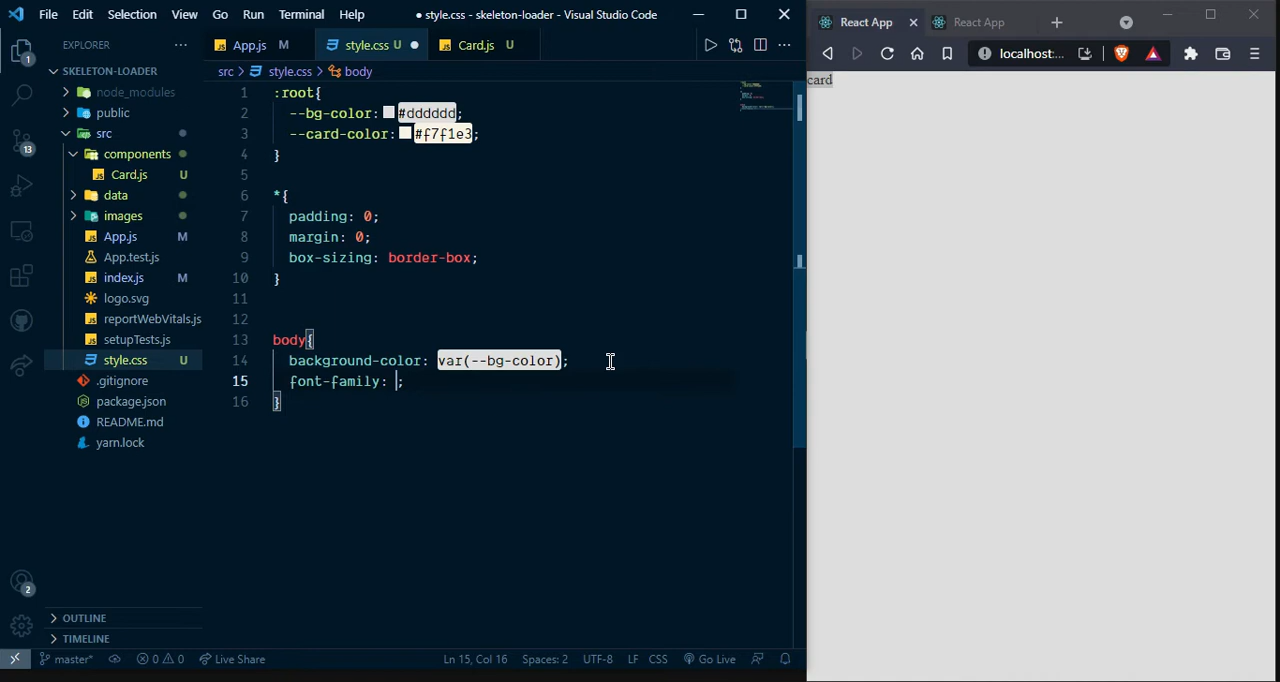 File Edit Selection View Go Run Terminal Help ● style.css - skeleton-loader - Visual Studio Code
EXPLORER
App.js M
style.css U
Card.js U
src > style.css > body
SKELETON-LOADER
node_modules
public
src
components
Card.js U
data
images
App.js M
App.test.js
index.js M
logo.svg
reportWebVitals.js
setupTests.js
style.css U
.gitignore
package.json
README.md
yarn.lock
OUTLINE
TIMELINE
1
13
2
1 :root{
2 --bg-color: #dddddd;
3 --card-color: #f7f1e3;
4 }
5
6 *{
7 padding: 0;
8 margin: 0;
9 box-sizing: border-box;
10 }
11
12
13 body{
14 background-color: var(--bg-color);
15 font-family: ;
16 }
master* 0 0 Live Share Ln 15, Col 16 Spaces: 2 UTF-8 LF CSS Go Live
React App
React App
localhost:...
card